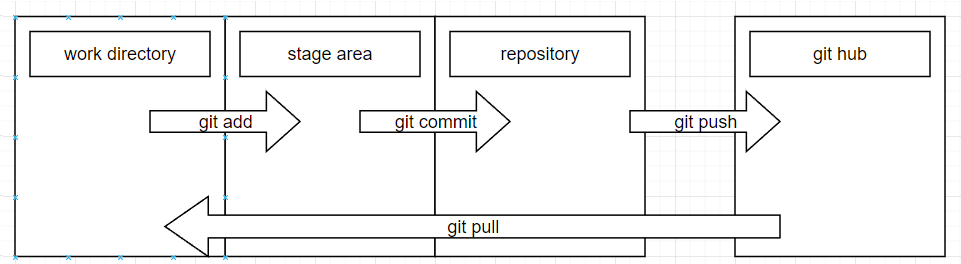 work directory
stage area
repository
git hub
git add
git commit
git push
git pull